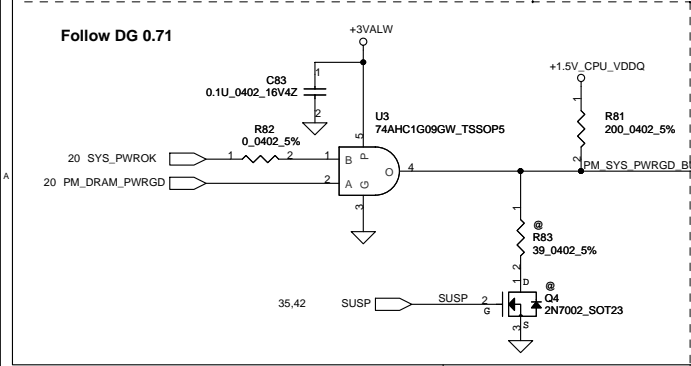 Follow DG 0.71
+3VALW
C83
0.1U_0402_16V4Z
1
2
+1.5V_CPU_VDDQ
U3
74AHC1G09GW_TSSOP5
R81
200_0402_5%
1
2
R82
0_0402_5%
20 SYS_PWROK
1
2
1
B
P
5
O
4
20 PM_DRAM_PWRGD
2
A
G
3
PM_SYS_PWRGD_B
A
1
@
R83
39_0402_5%
2
35,42
SUSP
SUSP
2
G
1
D
@
Q4
2N7002_SOT23
3
S